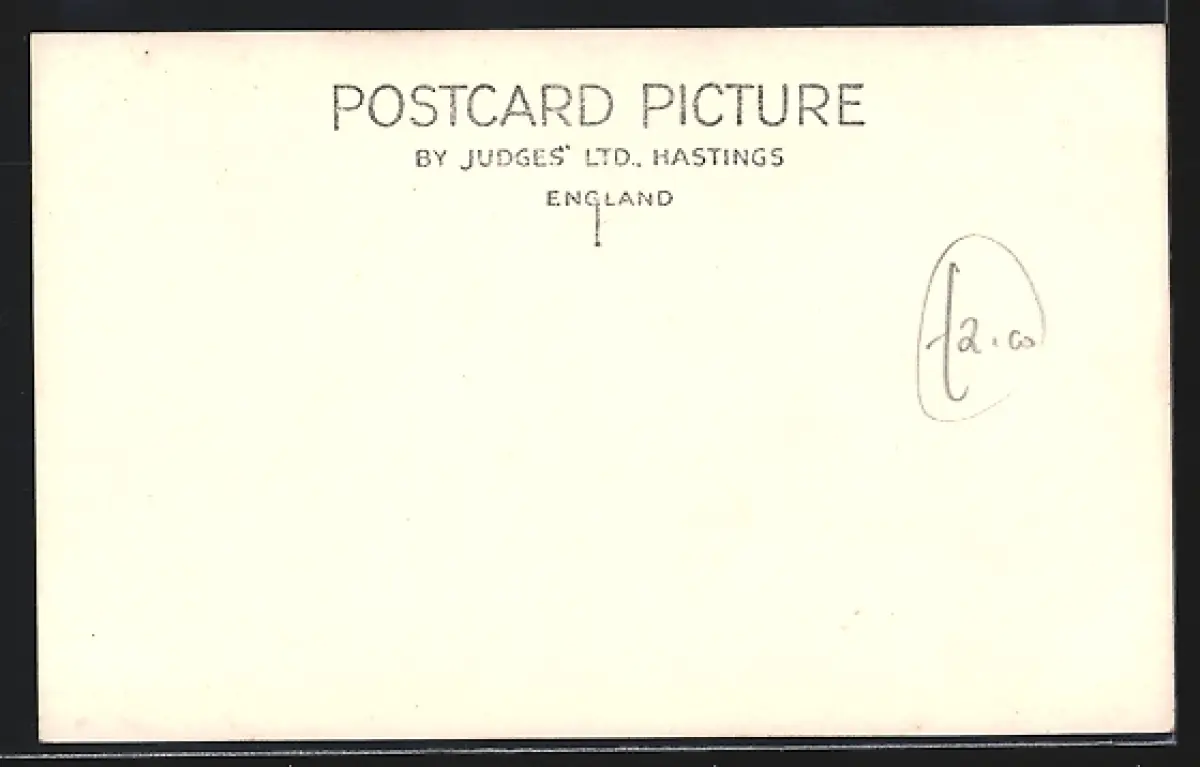 POSTCARD PICTURE
BY JUDGES' LTD., HASTINGS
ENGLAND
£2.00